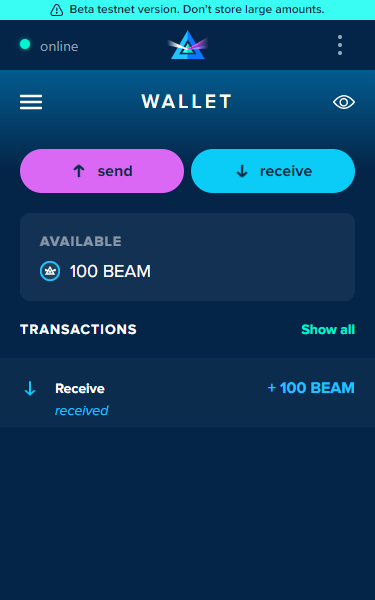 Beta testnet version. Don't store large amounts.
online
WALLET
send
receive
AVAILABLE
100 BEAM
TRANSACTIONS
Show all
Receive
+ 100 BEAM
received